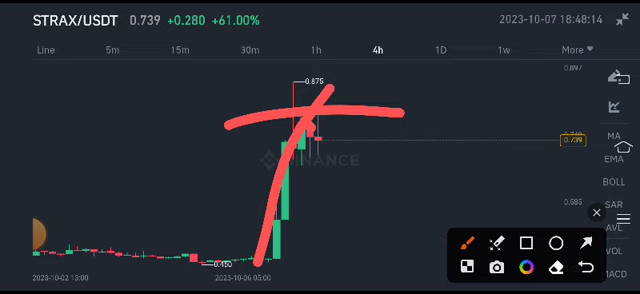 STRAX/USDT 0.739 +0.280 +61.00% 2023-10-07 18:48:14
Line 5m 15m 30m 1h 4h 1D 1w More
0.897
0.875
0.739
MA
EMA
BINANCE
BOLL
0.585
SAR
AVL
VOL
0.450
MACD
2023-10-02 13:00 2023-10-06 05:00